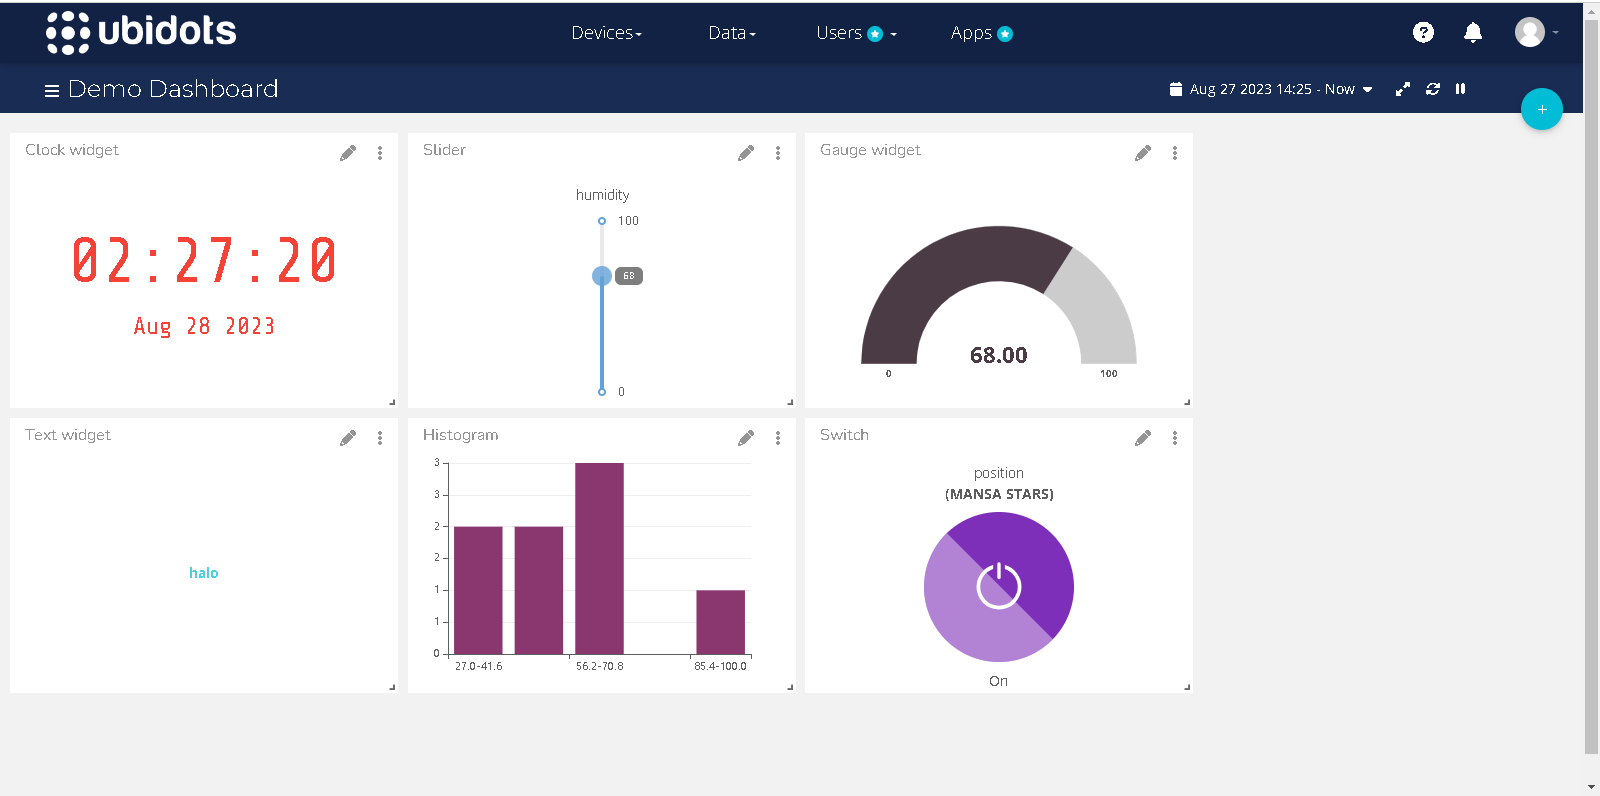 ubidots
Devices
Data
Users
Apps
Demo Dashboard
Aug 27 2023 14:25 - Now
Clock widget
02:27:20
Aug 28 2023
Slider
humidity
100
68
0
Gauge widget
68.00
0
100
Text widget
halo
Histogram
3
3
2
2
1
1
0
27.0-41.6
56.2-70.8
85.4-100.0
Switch
position
(MANSA STARS)
On